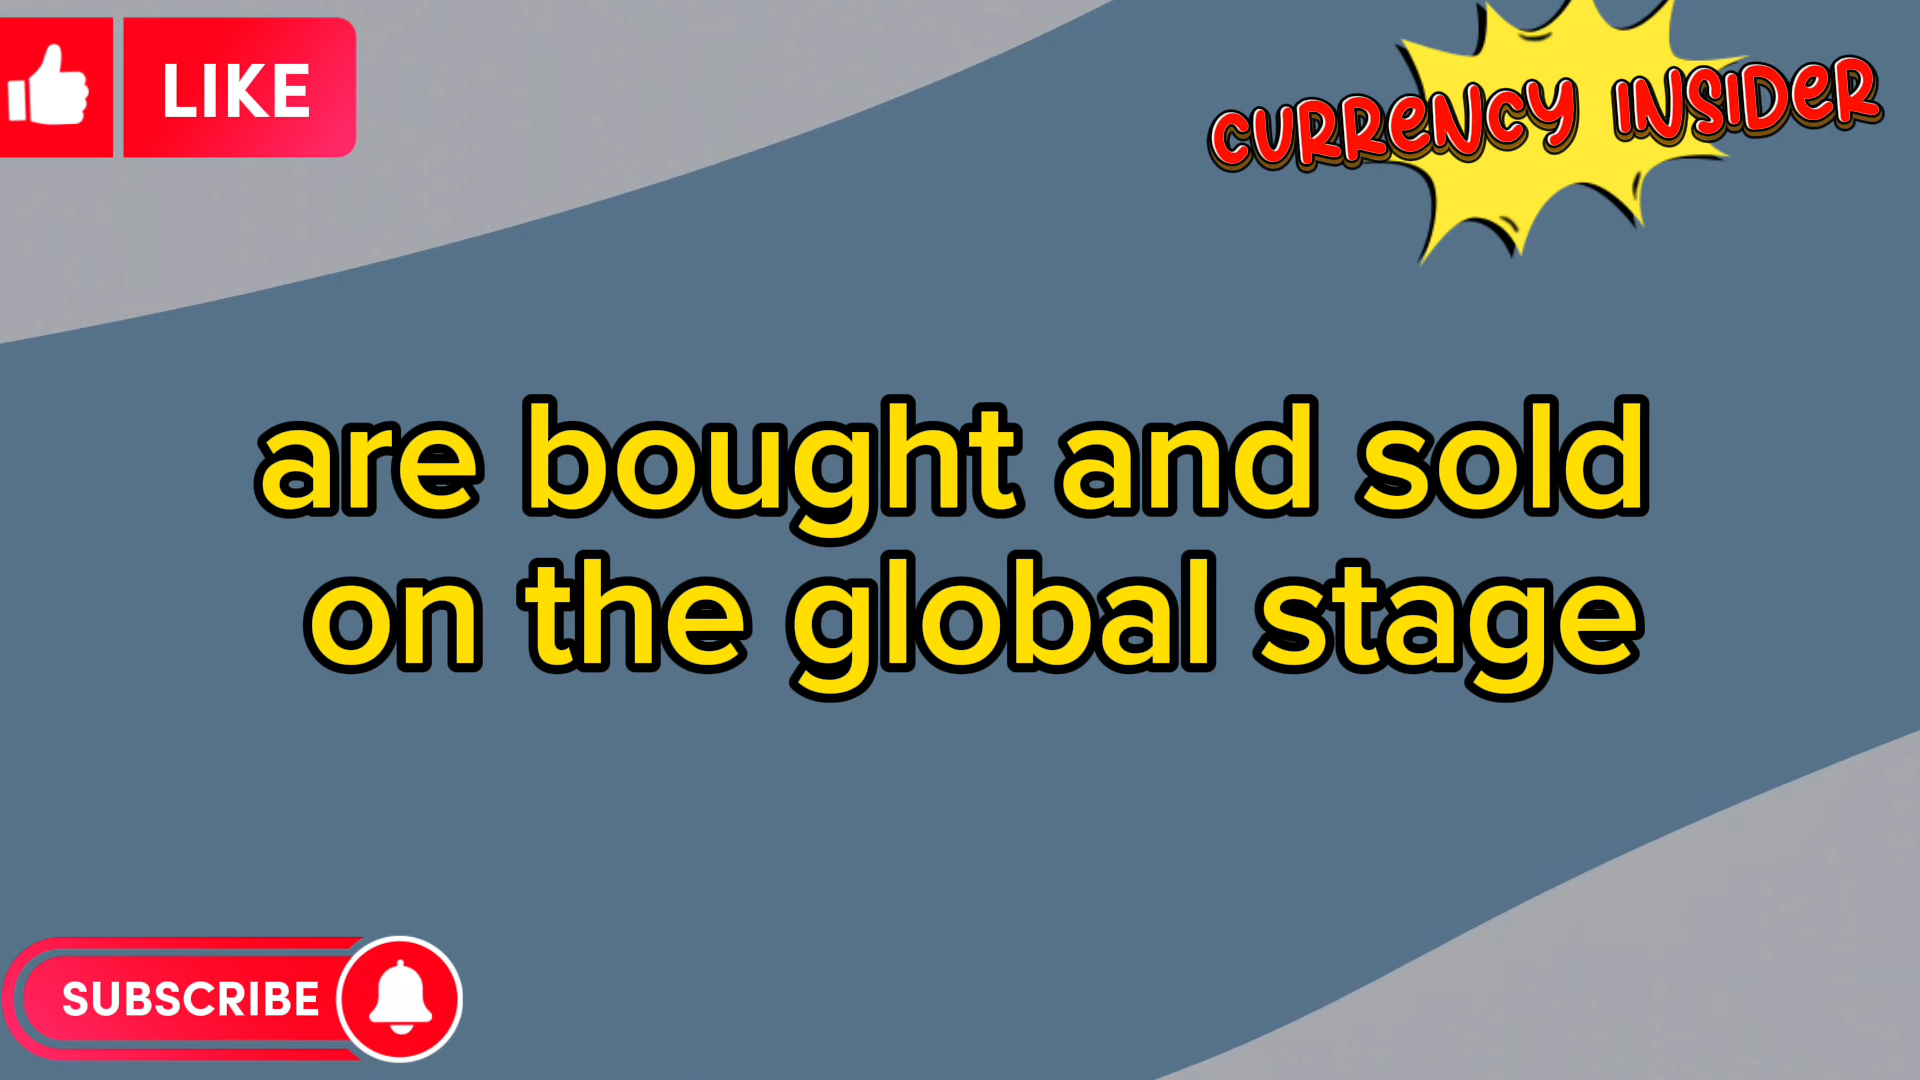 LIKE
CURReNCY INSIDeR
are bought and sold
on the global stage
SUBSCRIBE